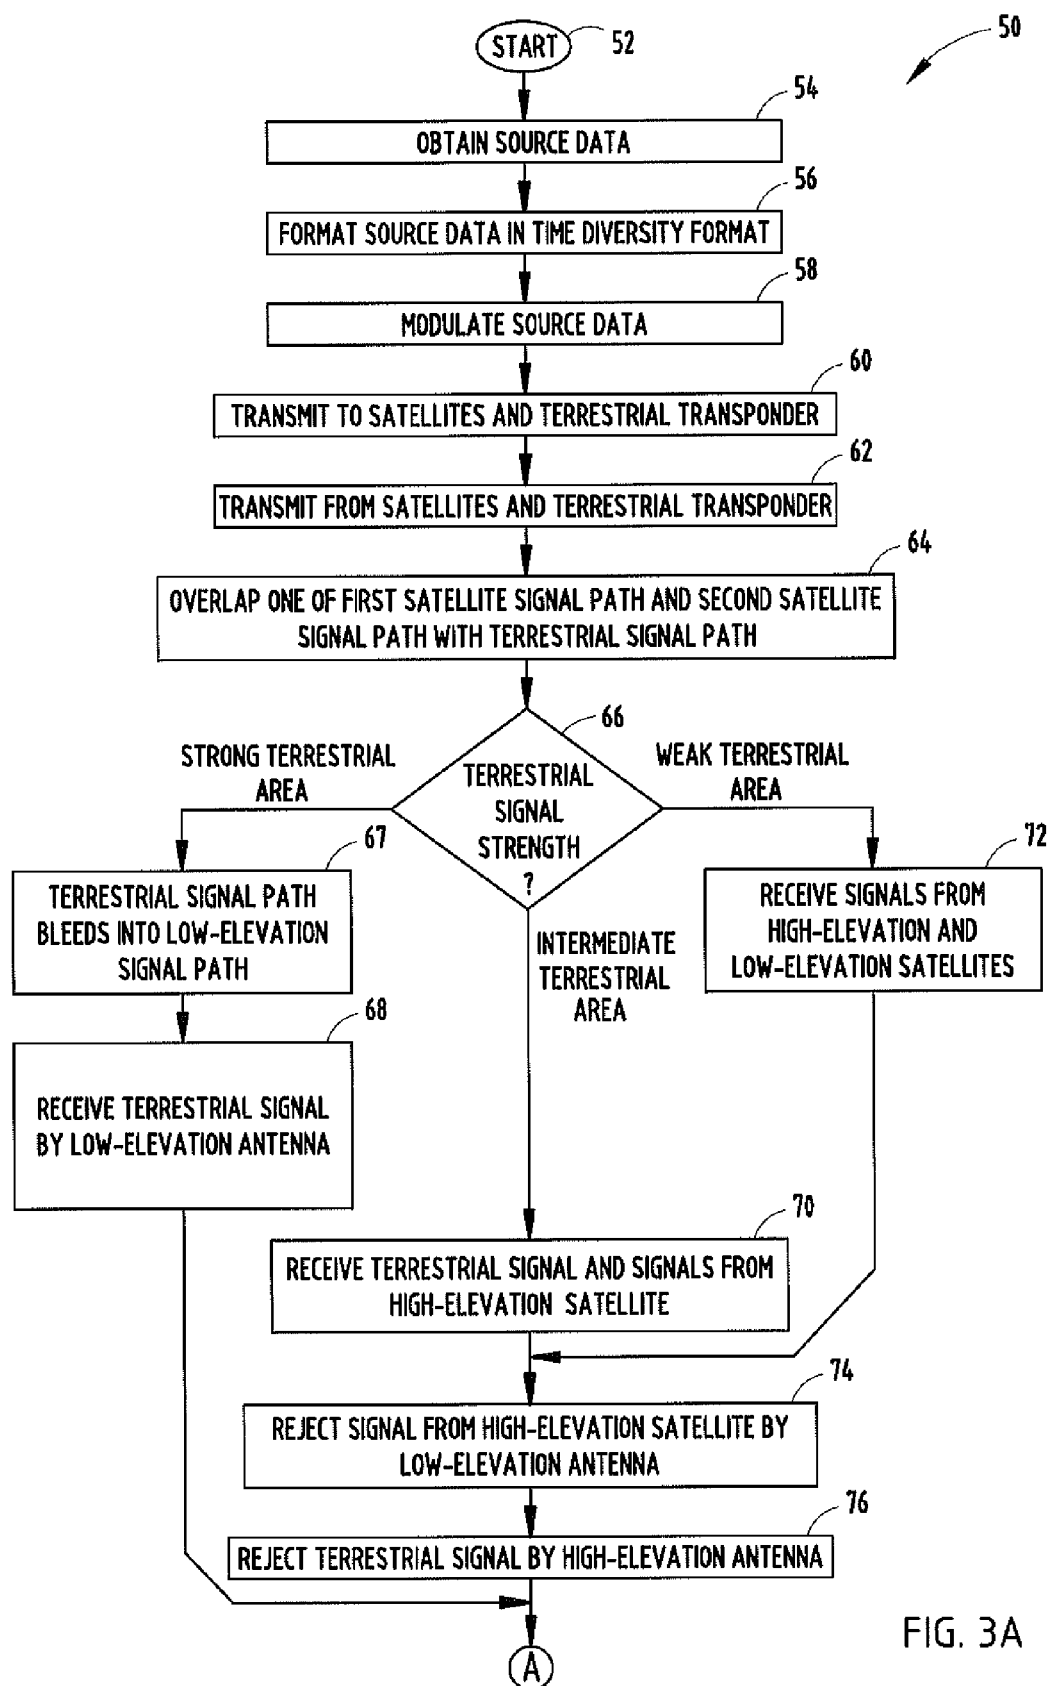 50
START
52
54
OBTAIN SOURCE DATA
56
FORMAT SOURCE DATA IN TIME DIVERSITY FORMAT
58
MODULATE SOURCE DATA
60
TRANSMIT TO SATELLITES AND TERRESTRIAL TRANSPONDER
62
TRANSMIT FROM SATELLITES AND TERRESTRIAL TRANSPONDER
64
OVERLAP ONE OF FIRST SATELLITE SIGNAL PATH AND SECOND SATELLITE
SIGNAL PATH WITH TERRESTRIAL SIGNAL PATH
66
TERRESTRIAL
SIGNAL
STRENGTH
?
STRONG TERRESTRIAL
AREA
WEAK TERRESTRIAL
AREA
67
TERRESTRIAL SIGNAL PATH
BLEEDS INTO LOW-ELEVATION
SIGNAL PATH
72
RECEIVE SIGNALS FROM
HIGH-ELEVATION AND
LOW-ELEVATION SATELLITES
INTERMEDIATE
TERRESTRIAL
AREA
68
RECEIVE TERRESTRIAL SIGNAL
BY LOW-ELEVATION ANTENNA
70
RECEIVE TERRESTRIAL SIGNAL AND SIGNALS FROM
HIGH-ELEVATION SATELLITE
74
REJECT SIGNAL FROM HIGH-ELEVATION SATELLITE BY
LOW-ELEVATION ANTENNA
76
REJECT TERRESTRIAL SIGNAL BY HIGH-ELEVATION ANTENNA
A
FIG. 3A